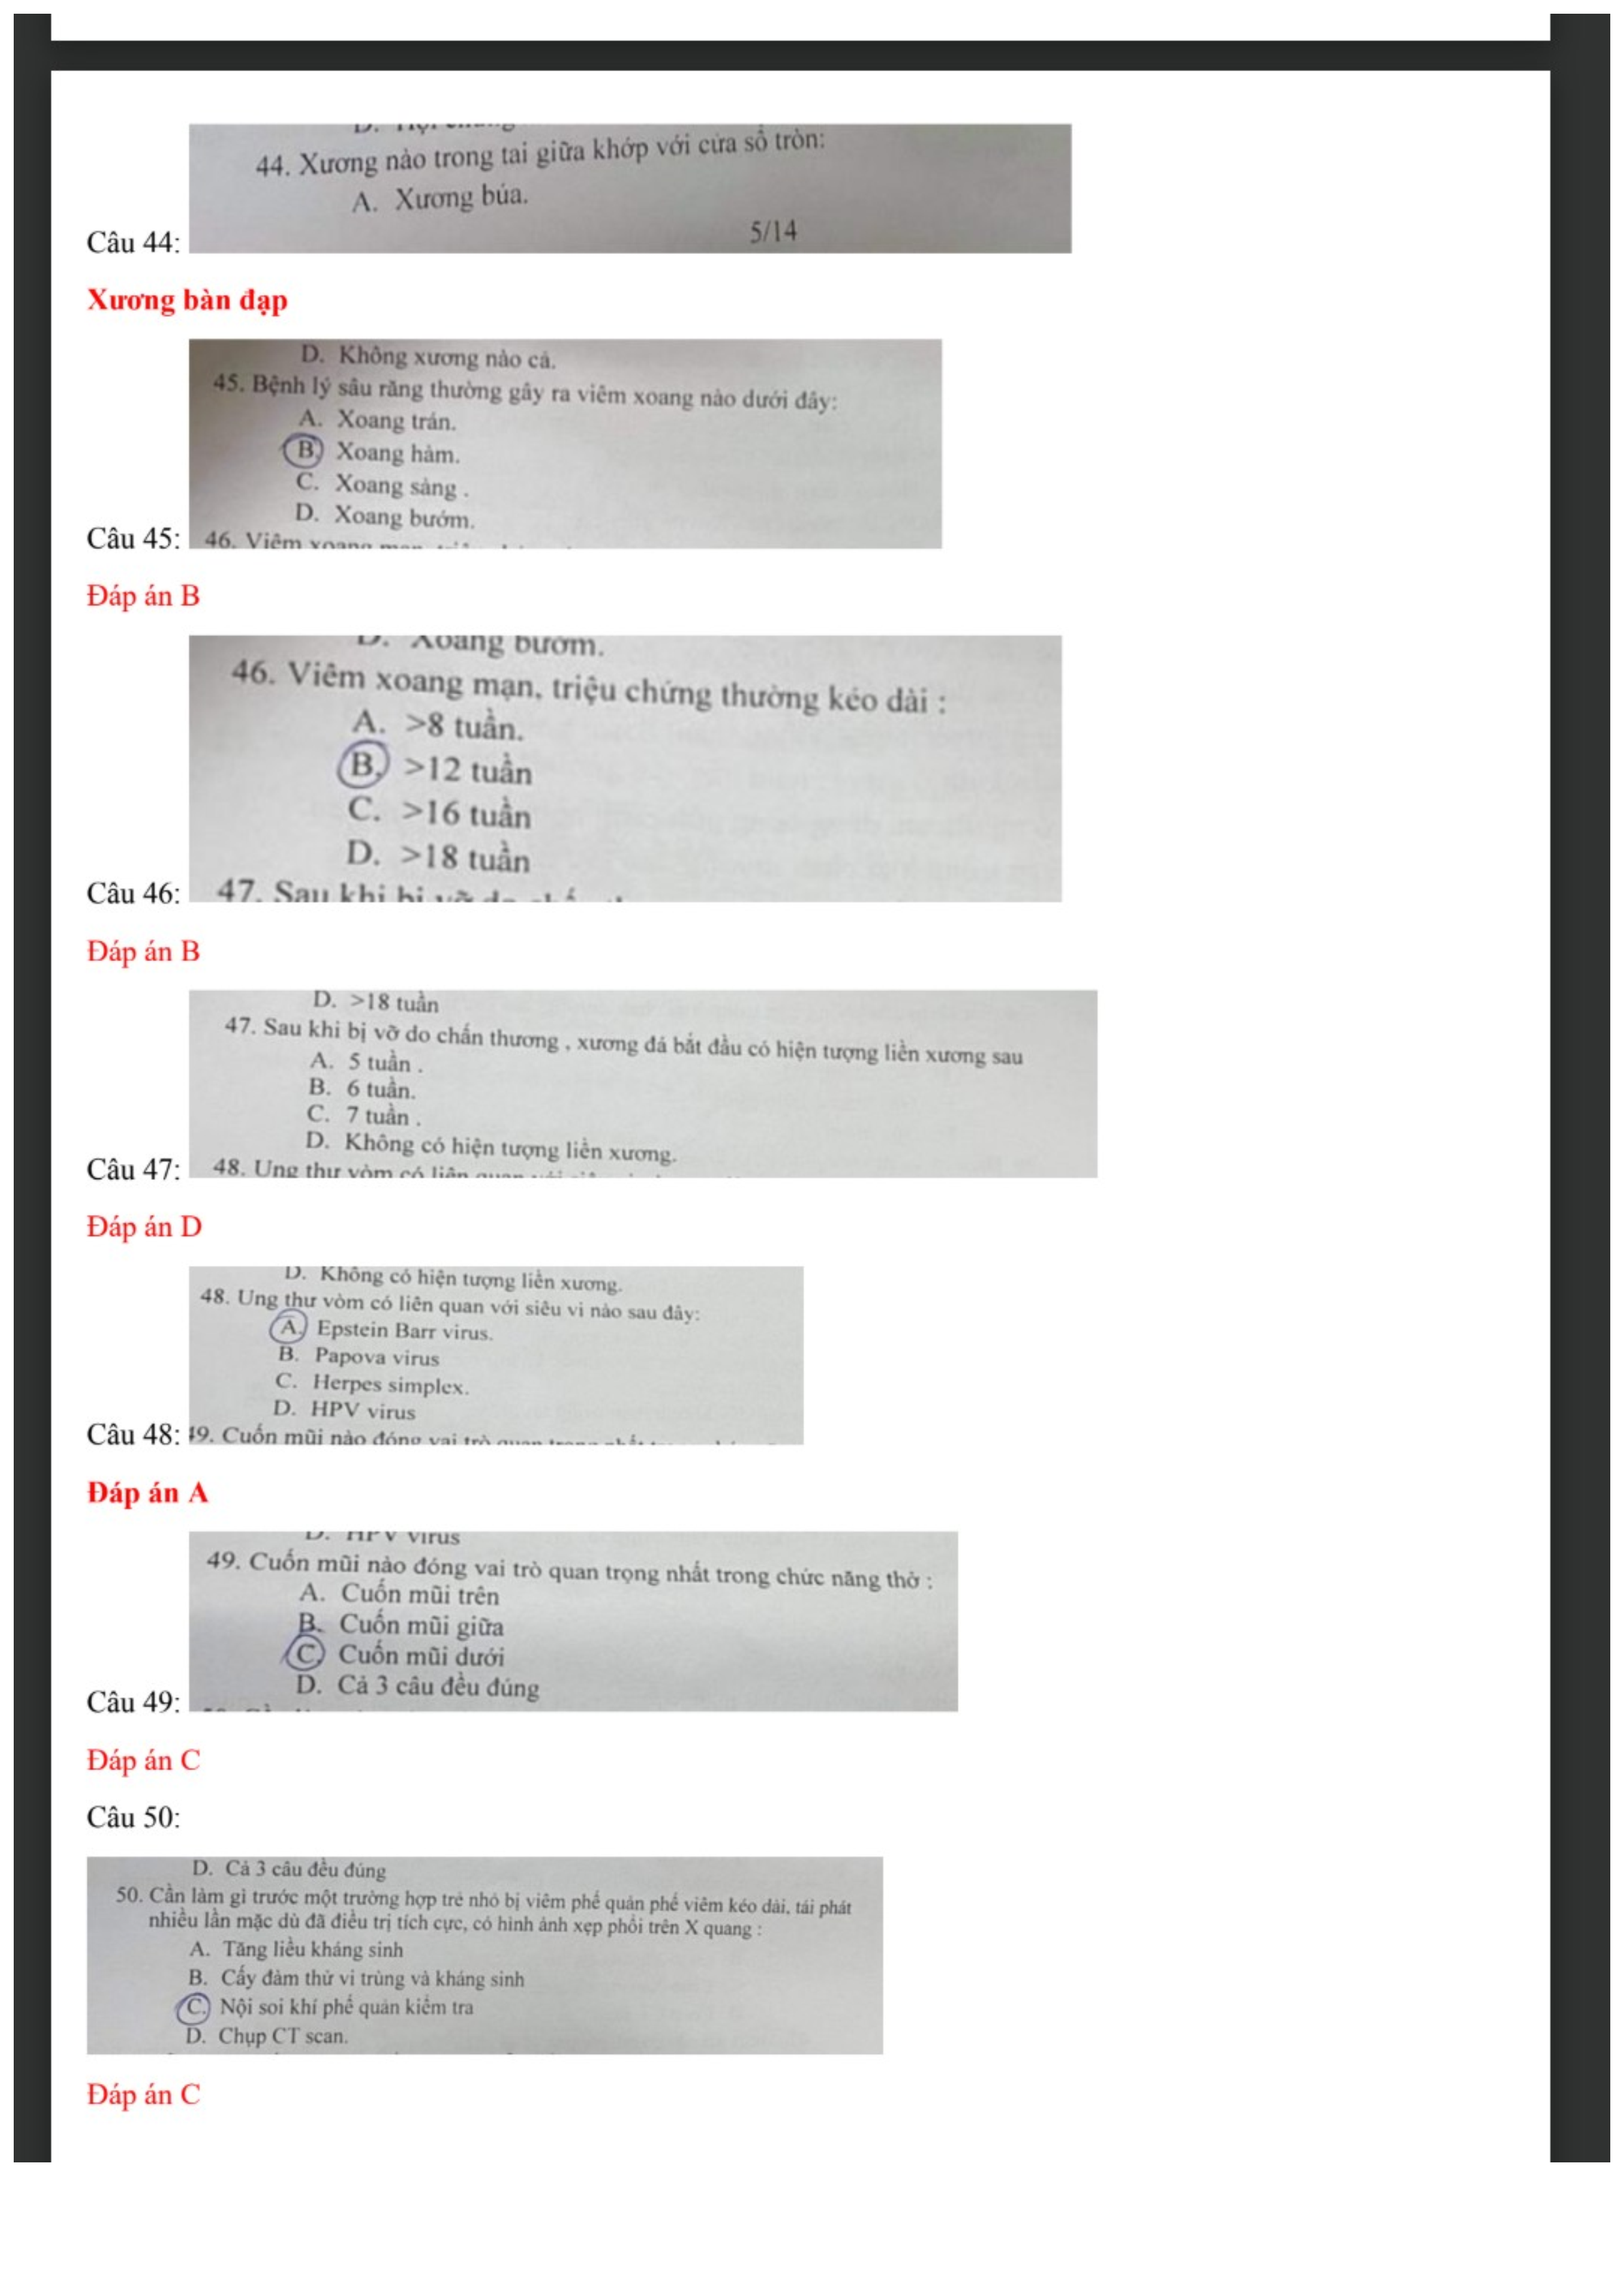 44. Xương nào trong tai giữa khớp với cửa sổ tròn:
A. Xương búa.
5/14
Câu 44:
Xương bàn đạp
D. Không xương nào cả.
45. Bệnh lý sâu răng thường gây ra viêm xoang nào dưới đây:
A. Xoang trán.
B. Xoang hàm.
C. Xoang sàng .
D. Xoang bướm.
Câu 45: 46. Viêm xoang
Đáp án B
D. Xoang bướm.
46. Viêm xoang mạn, triệu chứng thường kéo dài :
A. >8 tuần.
B. >12 tuần
C. >16 tuần
D. >18 tuần
Câu 46: 47. Sau khi bị vỡ do
Đáp án B
D. >18 tuần
47. Sau khi bị vỡ do chấn thương , xương đá bắt đầu có hiện tượng liền xương sau
A. 5 tuần .
B. 6 tuần.
C. 7 tuần .
D. Không có hiện tượng liền xương.
Câu 47: 48. Ung thư vòm có liên quan
Đáp án D
D. Không có hiện tượng liền xương.
48. Ung thư vòm có liên quan với siêu vi nào sau đây:
A. Epstein Barr virus.
B. Papova virus
C. Herpes simplex.
D. HPV virus
Câu 48: 49. Cuốn mũi nào đóng vai trò quan trọng nhất
Đáp án A
D. HPV virus
49. Cuốn mũi nào đóng vai trò quan trọng nhất trong chức năng thở :
A. Cuốn mũi trên
B. Cuốn mũi giữa
C. Cuốn mũi dưới
D. Cả 3 câu đều đúng
Câu 49:
Đáp án C
Câu 50:
D. Cả 3 câu đều đúng
50. Cần làm gì trước một trường hợp trẻ nhỏ bị viêm phế quản phế viêm kéo dài, tái phát
nhiều lần mặc dù đã điều trị tích cực, có hình ảnh xẹp phổi trên X quang :
A. Tăng liều kháng sinh
B. Cấy đàm thử vi trùng và kháng sinh
C. Nội soi khí phế quản kiểm tra
D. Chụp CT scan.
Đáp án C